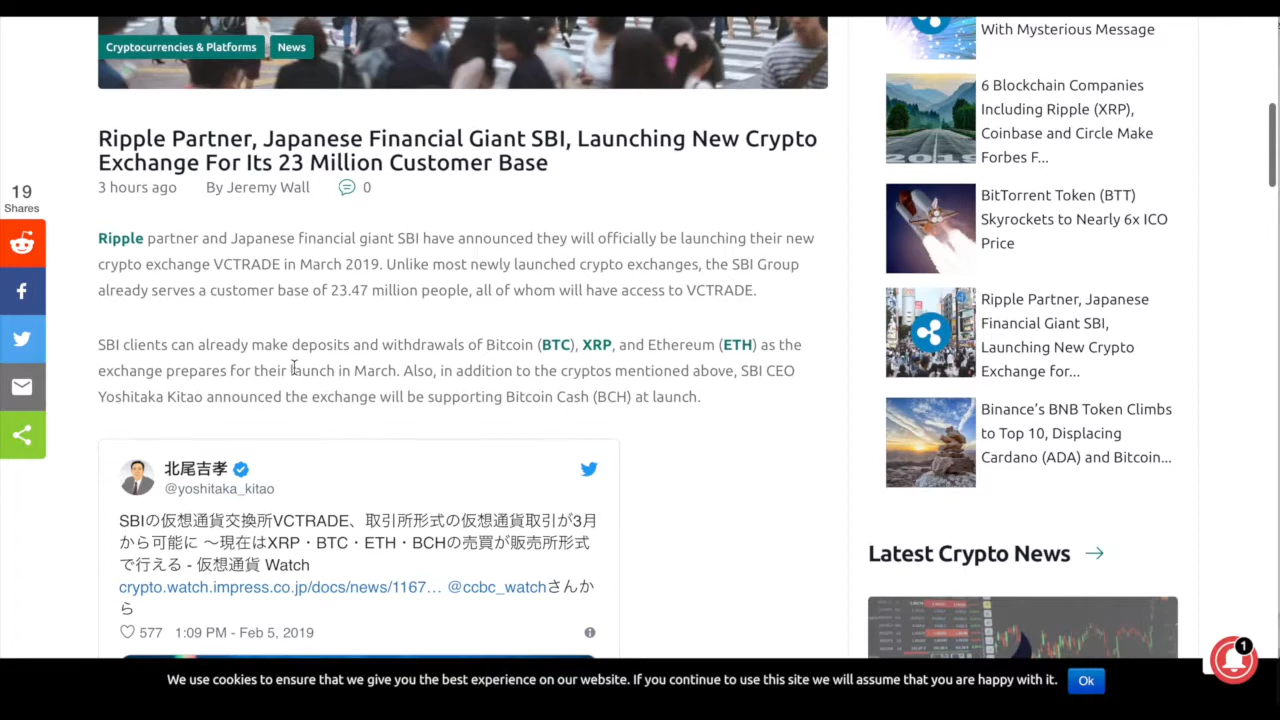 Cryptocurrencies & Platforms
News
Ripple Partner, Japanese Financial Giant SBI, Launching New Crypto
Exchange For Its 23 Million Customer Base
3 hours ago By Jeremy Wall 0
Ripple partner and Japanese financial giant SBI have announced they will officially be launching their new
crypto exchange VCTRADE in March 2019. Unlike most newly launched crypto exchanges, the SBI Group
already serves a customer base of 23.47 million people, all of whom will have access to VCTRADE.
SBI clients can already make deposits and withdrawals of Bitcoin (BTC), XRP, and Ethereum (ETH) as the
exchange prepares for their launch in March. Also, in addition to the cryptos mentioned above, SBI CEO
Yoshitaka Kitao announced the exchange will be supporting Bitcoin Cash (BCH) at launch.
北尾吉孝
@yoshitaka_kitao
SBIの仮想通貨交換所VCTRADE、取引所形式の仮想通貨取引が3月
から可能に ~現在はXRP・BTC・ETH・BCHの売買が販売所形式
で行える - 仮想通貨 Watch
crypto.watch.impress.co.jp/docs/news/1167… @ccbc_watchさんか
ら
577 1:09 PM - Feb 5, 2019
19
Shares
With Mysterious Message
6 Blockchain Companies
Including Ripple (XRP),
Coinbase and Circle Make
Forbes F...
2019
BitTorrent Token (BTT)
Skyrockets to Nearly 6x ICO
Price
Ripple Partner, Japanese
Financial Giant SBI,
Launching New Crypto
Exchange for...
Binance’s BNB Token Climbs
to Top 10, Displacing
Cardano (ADA) and Bitcoin...
Latest Crypto News
1
We use cookies to ensure that we give you the best experience on our website. If you continue to use this site we will assume that you are happy with it.
Ok